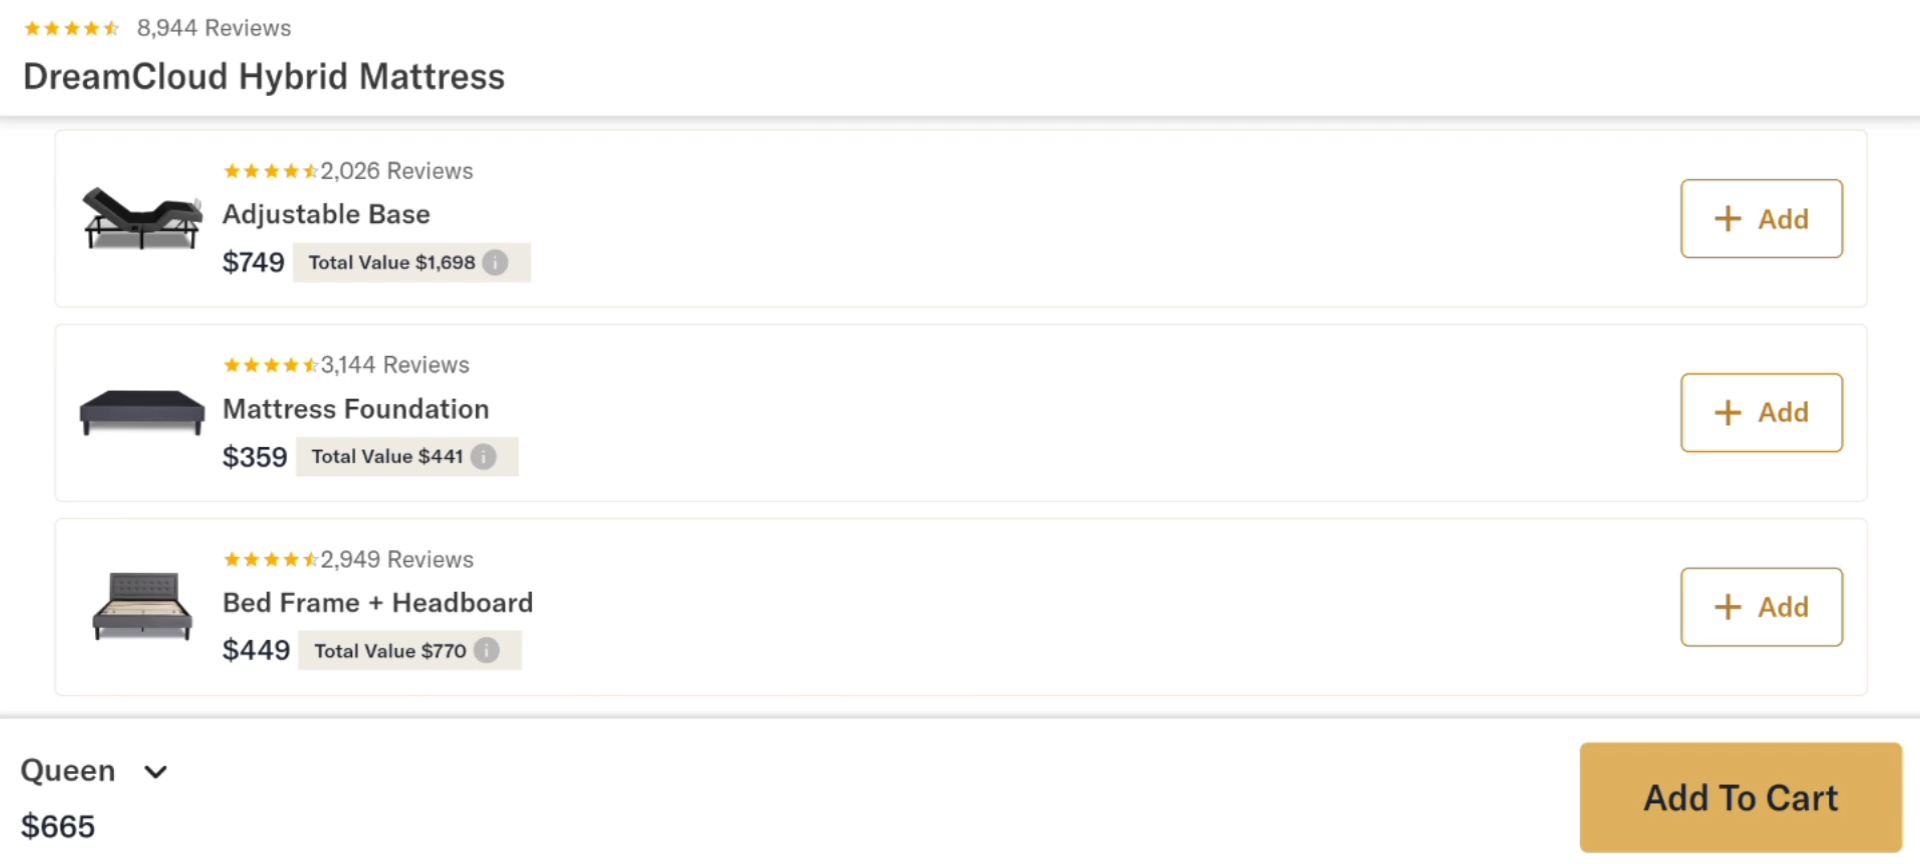 8,944 Reviews
DreamCloud Hybrid Mattress
2,026 Reviews
Adjustable Base
$749 Total Value $1,698 i
+ Add
3,144 Reviews
Mattress Foundation
$359 Total Value $441 i
+ Add
2,949 Reviews
Bed Frame + Headboard
$449 Total Value $770 i
+ Add
Queen
$665
Add To Cart